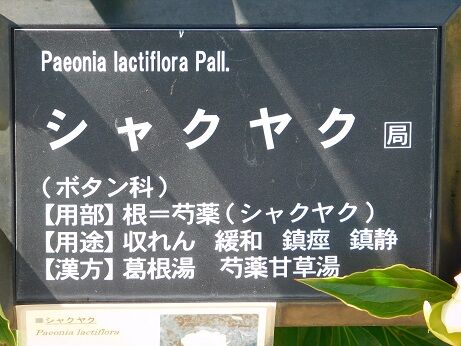 Paeonia lactiflora Pall.
シャクヤク 局
(ボタン科)
【用部】根＝芍薬(シャクヤク)
【用途】収れん 緩和 鎮痙 鎮静
【漢方】葛根湯 芍薬甘草湯
■シャクヤク
Paeonia lactiflora